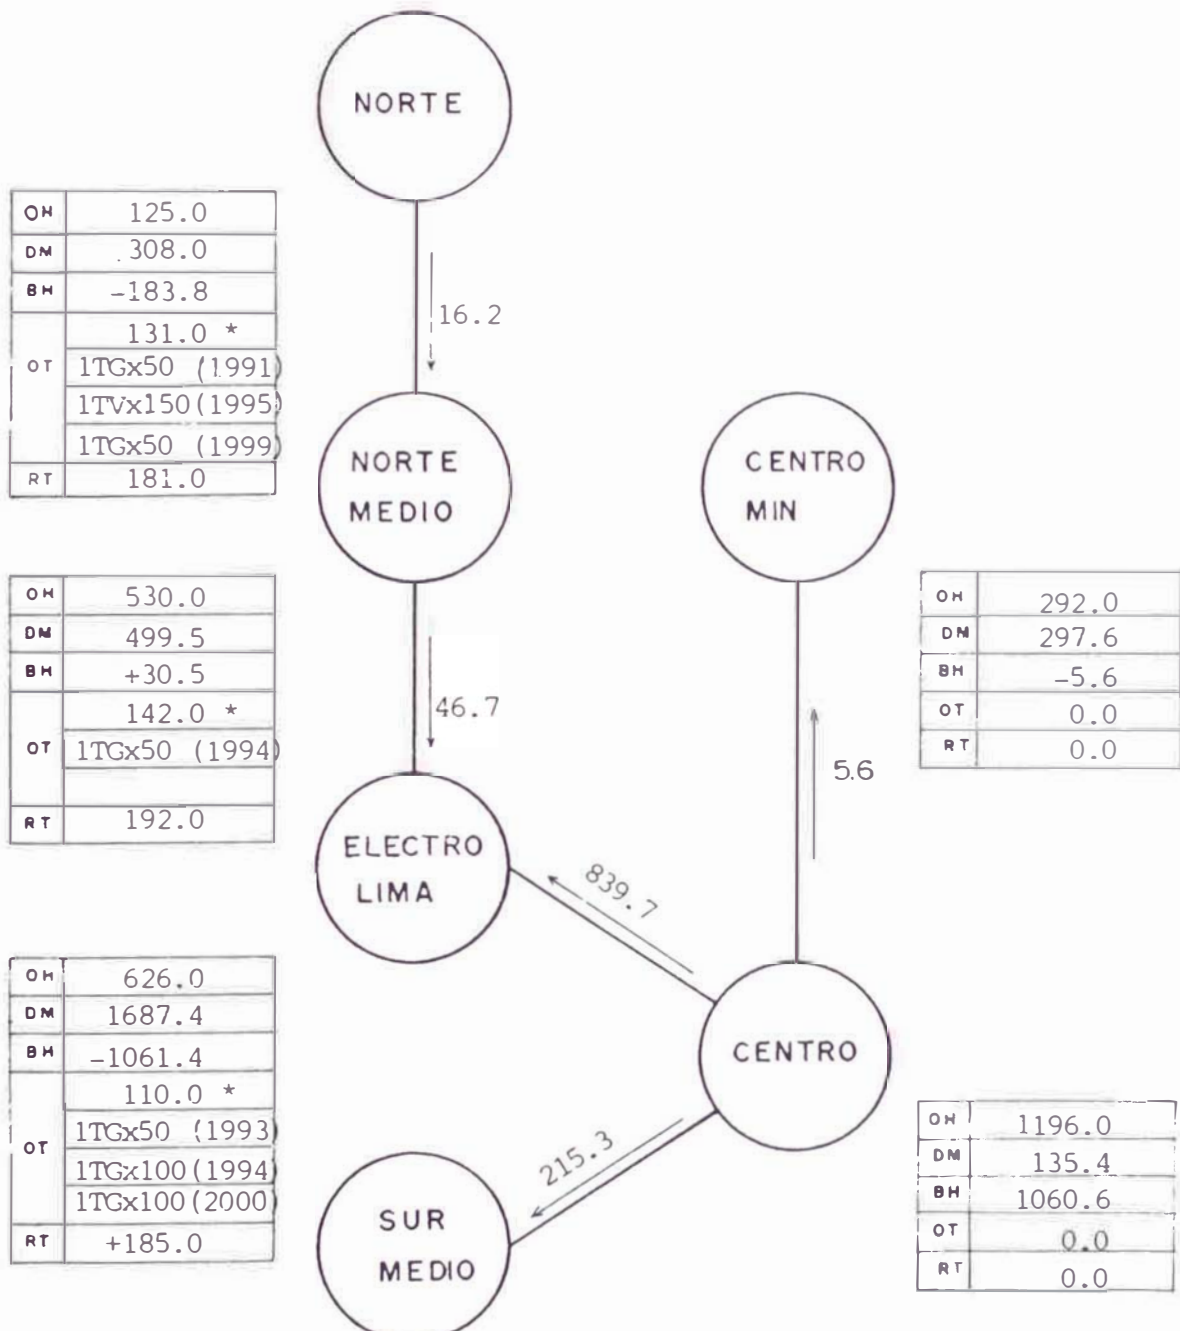 NORTE
OH 125.0
DM 308.0
BH -183.8
OT 131.0 *
1TGx50 (1991)
1TVx150(1995)
1TGx50 (1999)
RT 181.0
16.2
NORTE
MEDIO
CENTRO
MIN
OH 530.0
DM 499.5
BH +30.5
OT 142.0 *
1TGx50 (1994)
RT 192.0
46.7
OH 292.0
DM 297.6
BH -5.6
OT 0.0
RT 0.0
5.6
ELECTRO
LIMA
839.7
OH 626.0
DM 1687.4
BH -1061.4
OT 110.0 *
1TGx50 (1993)
1TGx100(1994)
1TGx100(2000)
RT +185.0
CENTRO
215.3
OH 1196.0
DM 135.4
BH 1060.6
OT 0.0
RT 0.0
SUR
MEDIO